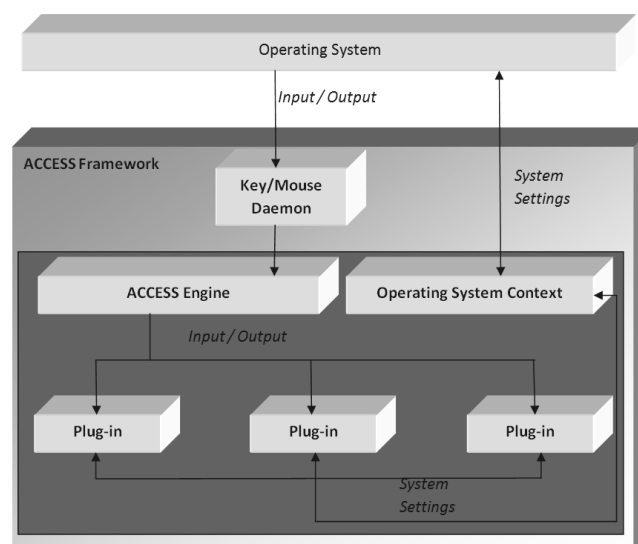 Operating System
Input / Output
ACCESS Framework
Key/Mouse
Daemon
System
Settings
ACCESS Engine
Operating System Context
Input / Output
Plug-in
Plug-in
Plug-in
System
Settings